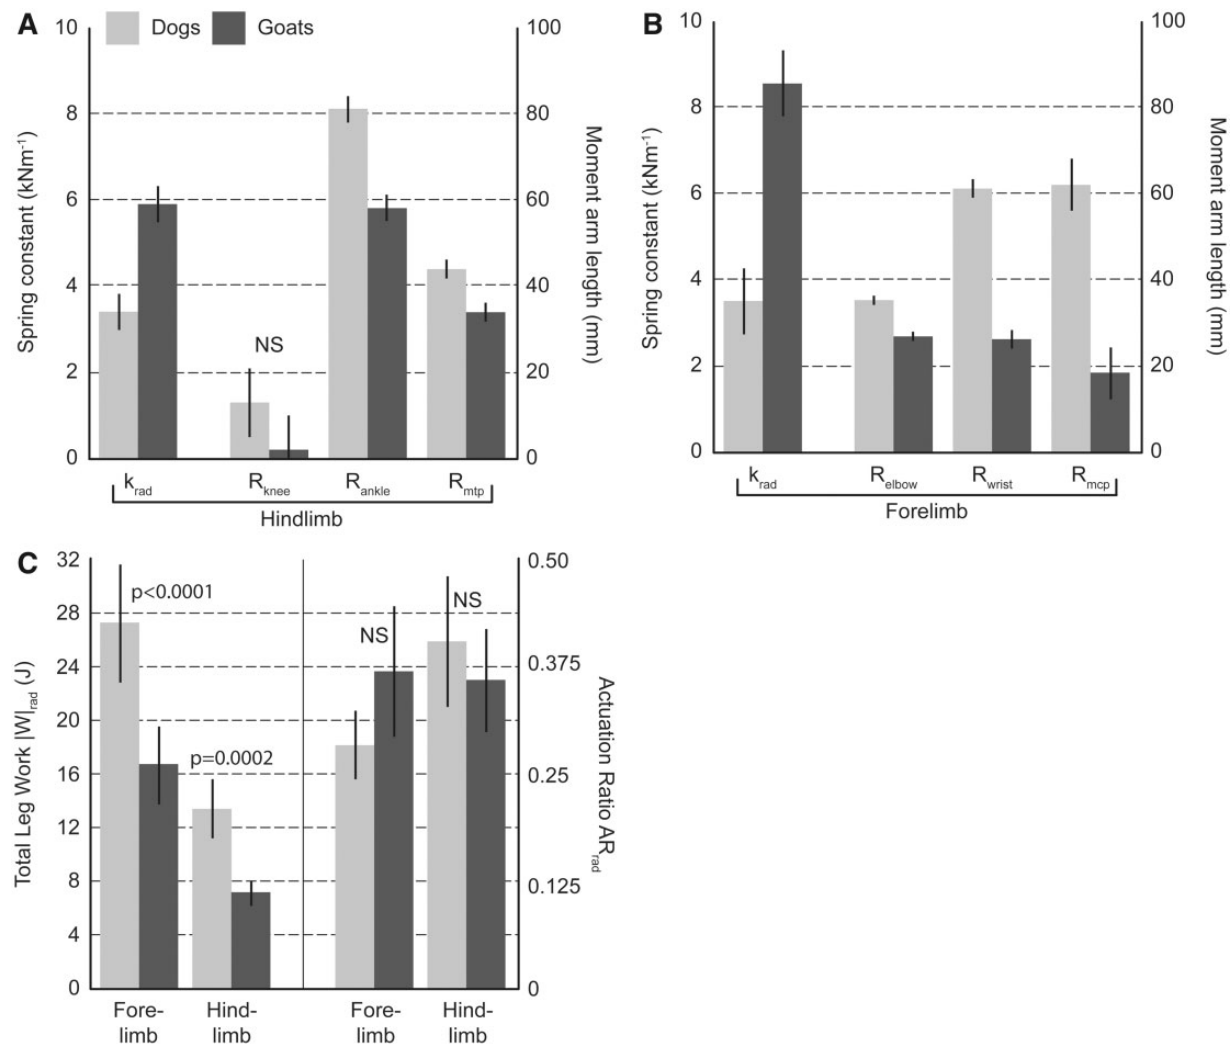 A
Dogs
Goats
10
8
6
4
2
0
Spring constant (kNm-1)
100
80
60
40
20
0
Moment arm length (mm)
NS
krad
Rknee
Rankle
Rmtp
Hindlimb
B
10
8
6
4
2
0
Spring constant (kNm-1)
100
80
60
40
20
0
Moment arm length (mm)
krad
Relbow
Rwrist
Rmcp
Forelimb
C
32
28
24
20
16
12
8
4
0
Total Leg Work |W|rad (J)
p<0.0001
p=0.0002
NS
NS
0.50
0.375
0.25
0.125
0
Actuation Ratio ARrad
Fore-
limb
Hind-
limb
Fore-
limb
Hind-
limb